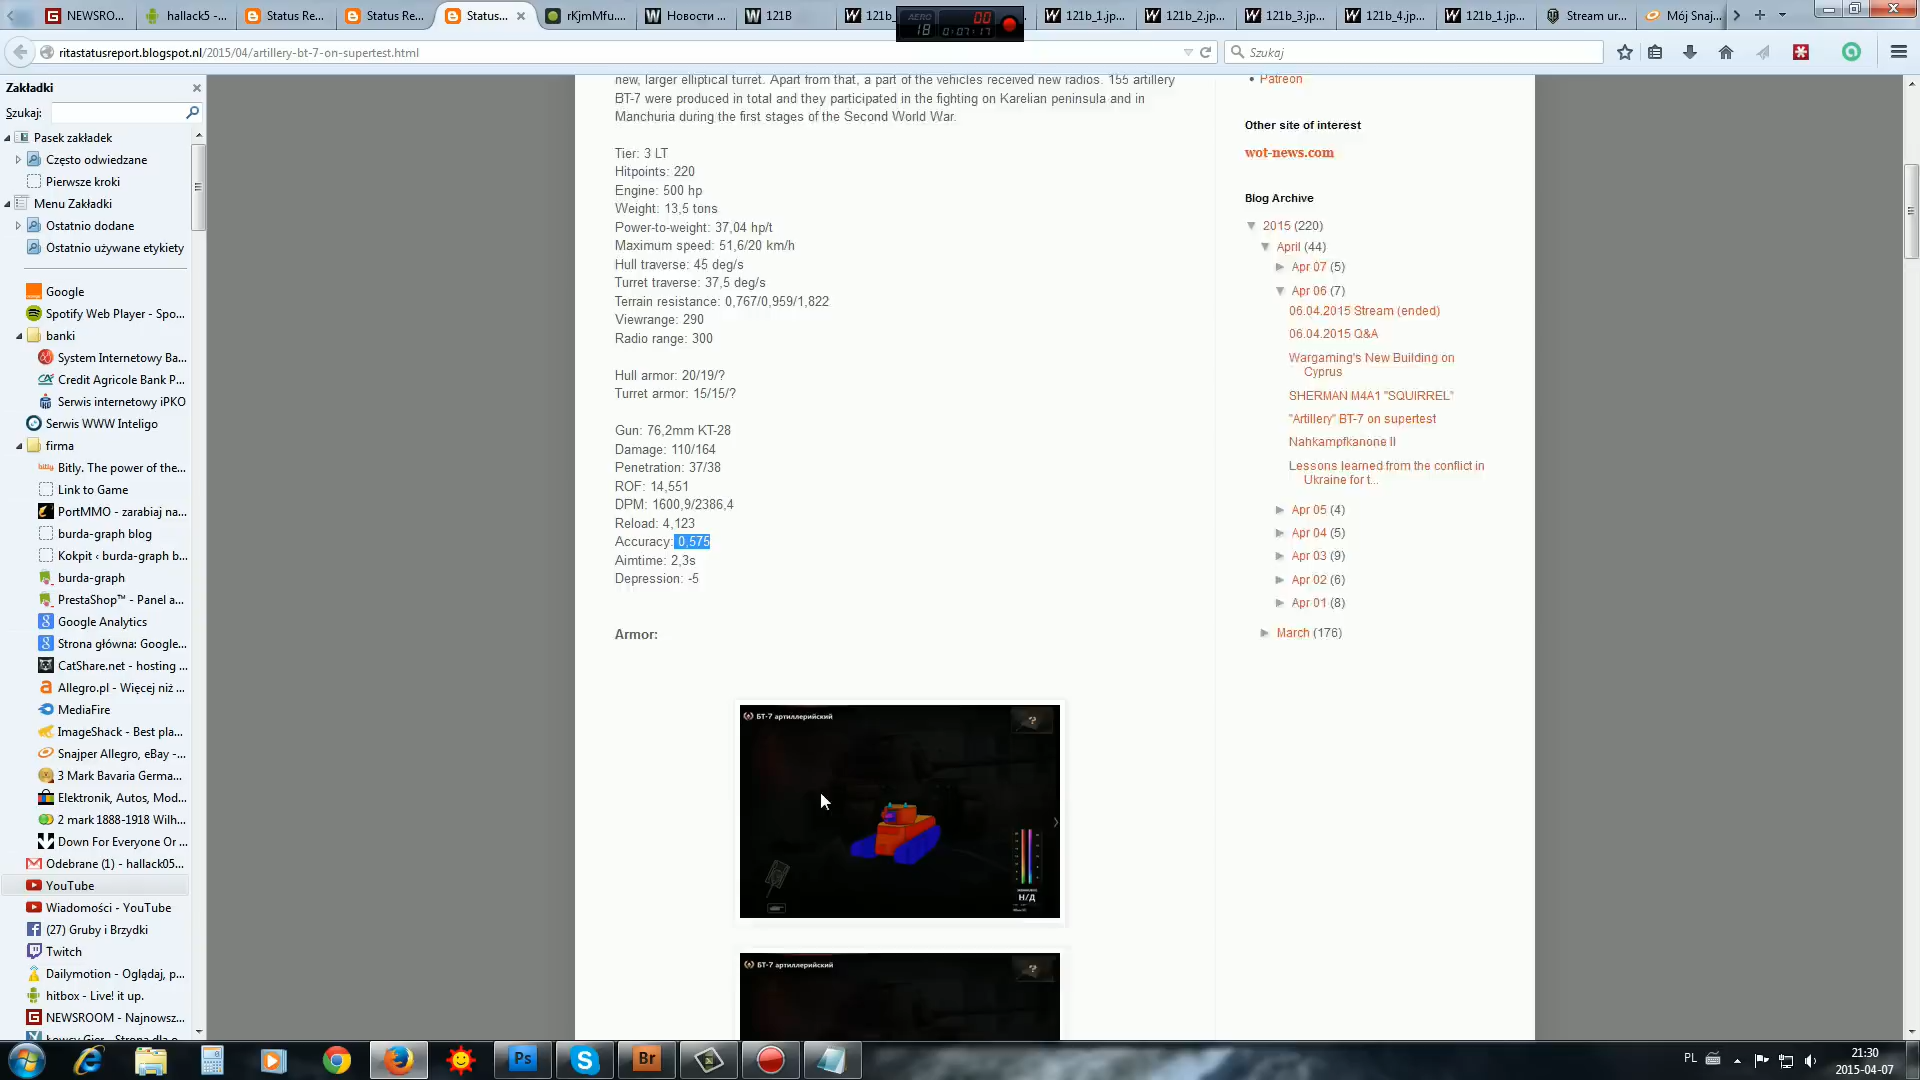 NEWSRO...
hallack5 -...
Status Re...
Status Re...
Status...
rKjmMfu...
Новости ...
121B
121b_
121b_1.jp...
121b_2.jp...
121b_3.jp...
121b_4.jp...
121b_1.jp...
Stream ur...
Mój Snaj...
AERO
18
00
0:07:17
ritastatusreport.blogspot.nl/2015/04/artillery-bt-7-on-supertest.html
Szukaj
Zakładki
Szukaj:
Pasek zakładek
Często odwiedzane
Pierwsze kroki
Menu Zakładki
Ostatnio dodane
Ostatnio używane etykiety
Google
Spotify Web Player - Spo...
banki
System Internetowy Ba...
Credit Agricole Bank P...
Serwis internetowy iPKO
Serwis WWW Inteligo
firma
Bitly. The power of the...
Link to Game
PortMMO - zarabiaj na...
burda-graph blog
Kokpit ‹ burda-graph b...
burda-graph
PrestaShop™ - Panel a...
Google Analytics
Strona główna: Google...
CatShare.net - hosting ...
Allegro.pl - Więcej niż ...
MediaFire
ImageShack - Best pla...
Snajper Allegro, eBay -...
3 Mark Bavaria Germa...
Elektronik, Autos, Mod...
2 mark 1888-1918 Wilh...
Down For Everyone Or ...
Odebrane (1) - hallack05...
YouTube
Wiadomości - YouTube
(27) Gruby i Brzydki
Twitch
Dailymotion - Oglądaj, p...
hitbox - Live! it up.
NEWSROOM - Najnowsz...
new, larger elliptical turret. Apart from that, a part of the vehicles received new radios. 155 artillery
BT-7 were produced in total and they participated in the fighting on Karelian peninsula and in
Manchuria during the first stages of the Second World War.
Tier: 3 LT
Hitpoints: 220
Engine: 500 hp
Weight: 13,5 tons
Power-to-weight: 37,04 hp/t
Maximum speed: 51,6/20 km/h
Hull traverse: 45 deg/s
Turret traverse: 37,5 deg/s
Terrain resistance: 0,767/0,959/1,822
Viewrange: 290
Radio range: 300
Hull armor: 20/19/?
Turret armor: 15/15/?
Gun: 76,2mm KT-28
Damage: 110/164
Penetration: 37/38
ROF: 14,551
DPM: 1600,9/2386,4
Reload: 4,123
Accuracy: 0,575
Aimtime: 2,3s
Depression: -5
Armor:
БТ-7 артиллерийский
?
Н/Д
БТ-7 артиллерийский
?
Patreon
Other site of interest
wot-news.com
Blog Archive
2015 (220)
April (44)
Apr 07 (5)
Apr 06 (7)
06.04.2015 Stream (ended)
06.04.2015 Q&A
Wargaming's New Building on
Cyprus
SHERMAN M4A1 "SQUIRREL"
"Artillery" BT-7 on supertest
Nahkampfkanone II
Lessons learned from the conflict in
Ukraine for t...
Apr 05 (4)
Apr 04 (5)
Apr 03 (9)
Apr 02 (6)
Apr 01 (8)
March (176)
Ps
Br
PL
21:30
2015-04-07